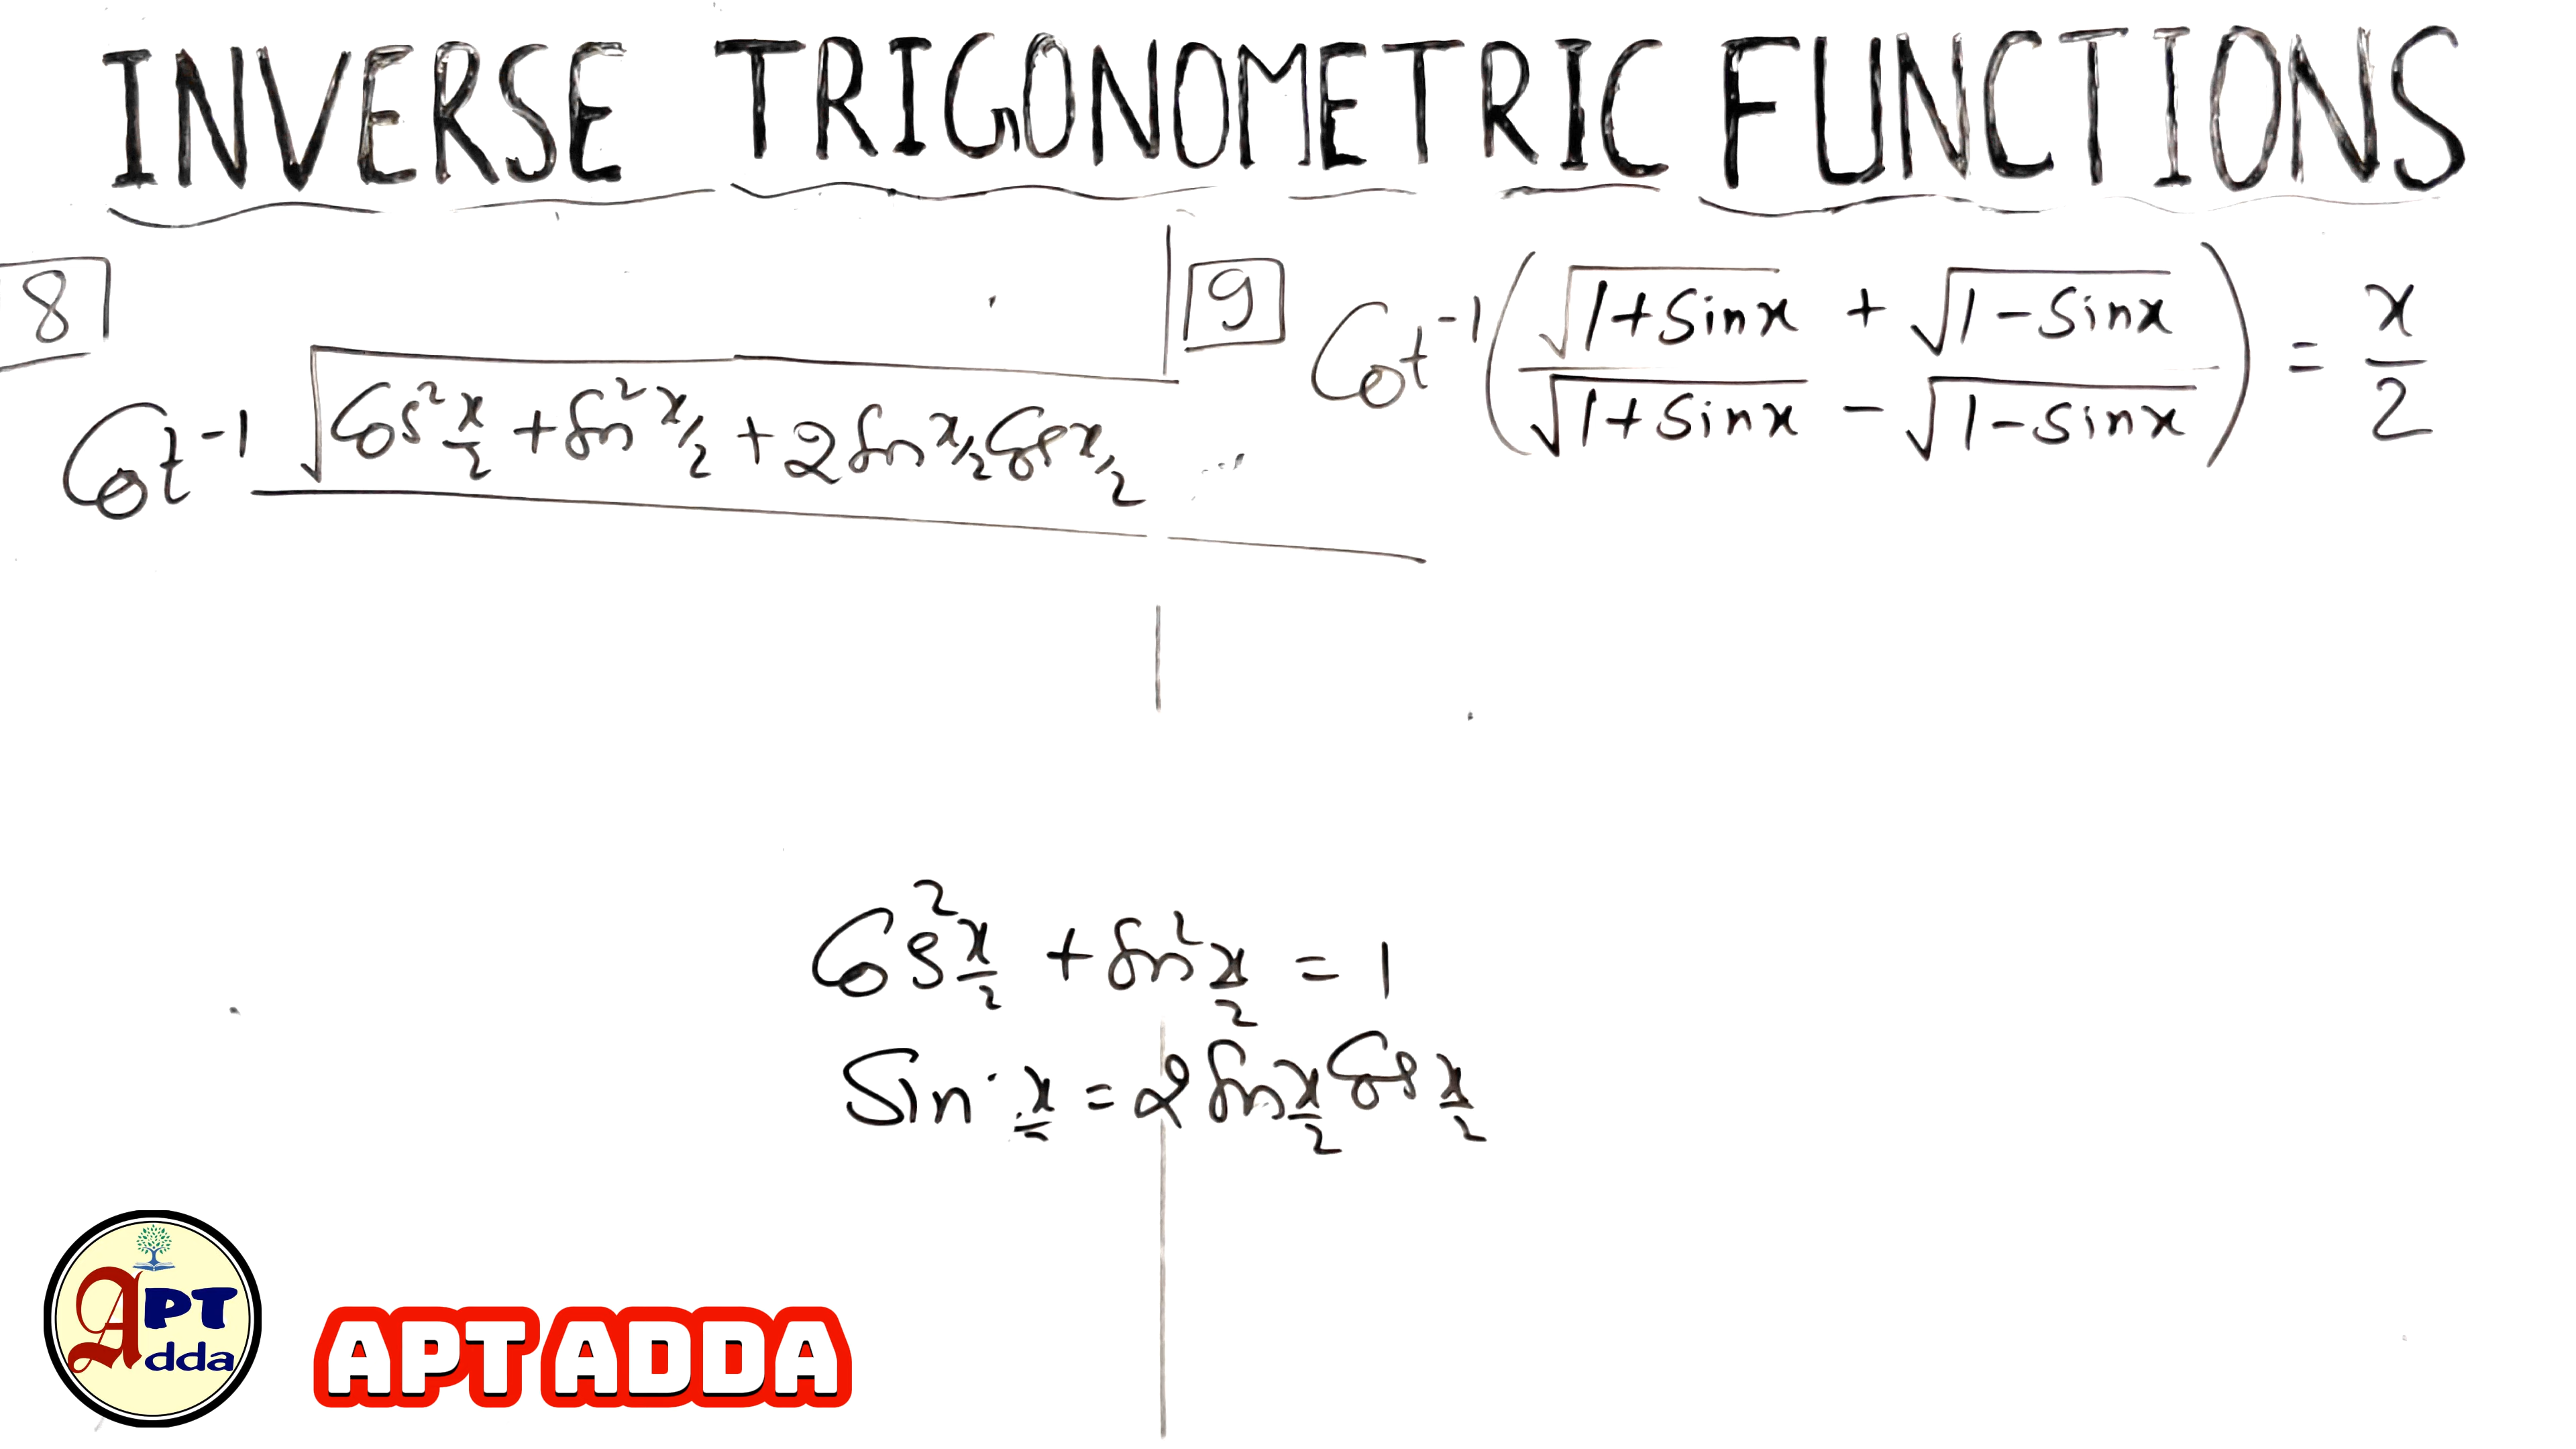 INVERSE TRIGONOMETRIC FUNCTIONS
8
Cot⁻¹ √(Cos² x/2 + Sin² x/2 + 2 Sin x/2 Cos x/2)
9
Cot⁻¹ ( (√(1+Sinx) + √(1-Sinx)) / (√(1+Sinx) - √(1-Sinx)) ) = x/2
Cos² x/2 + Sin² x/2 = 1
Sin x = 2 Sin x/2 Cos x/2
APT
Adda
APT ADDA